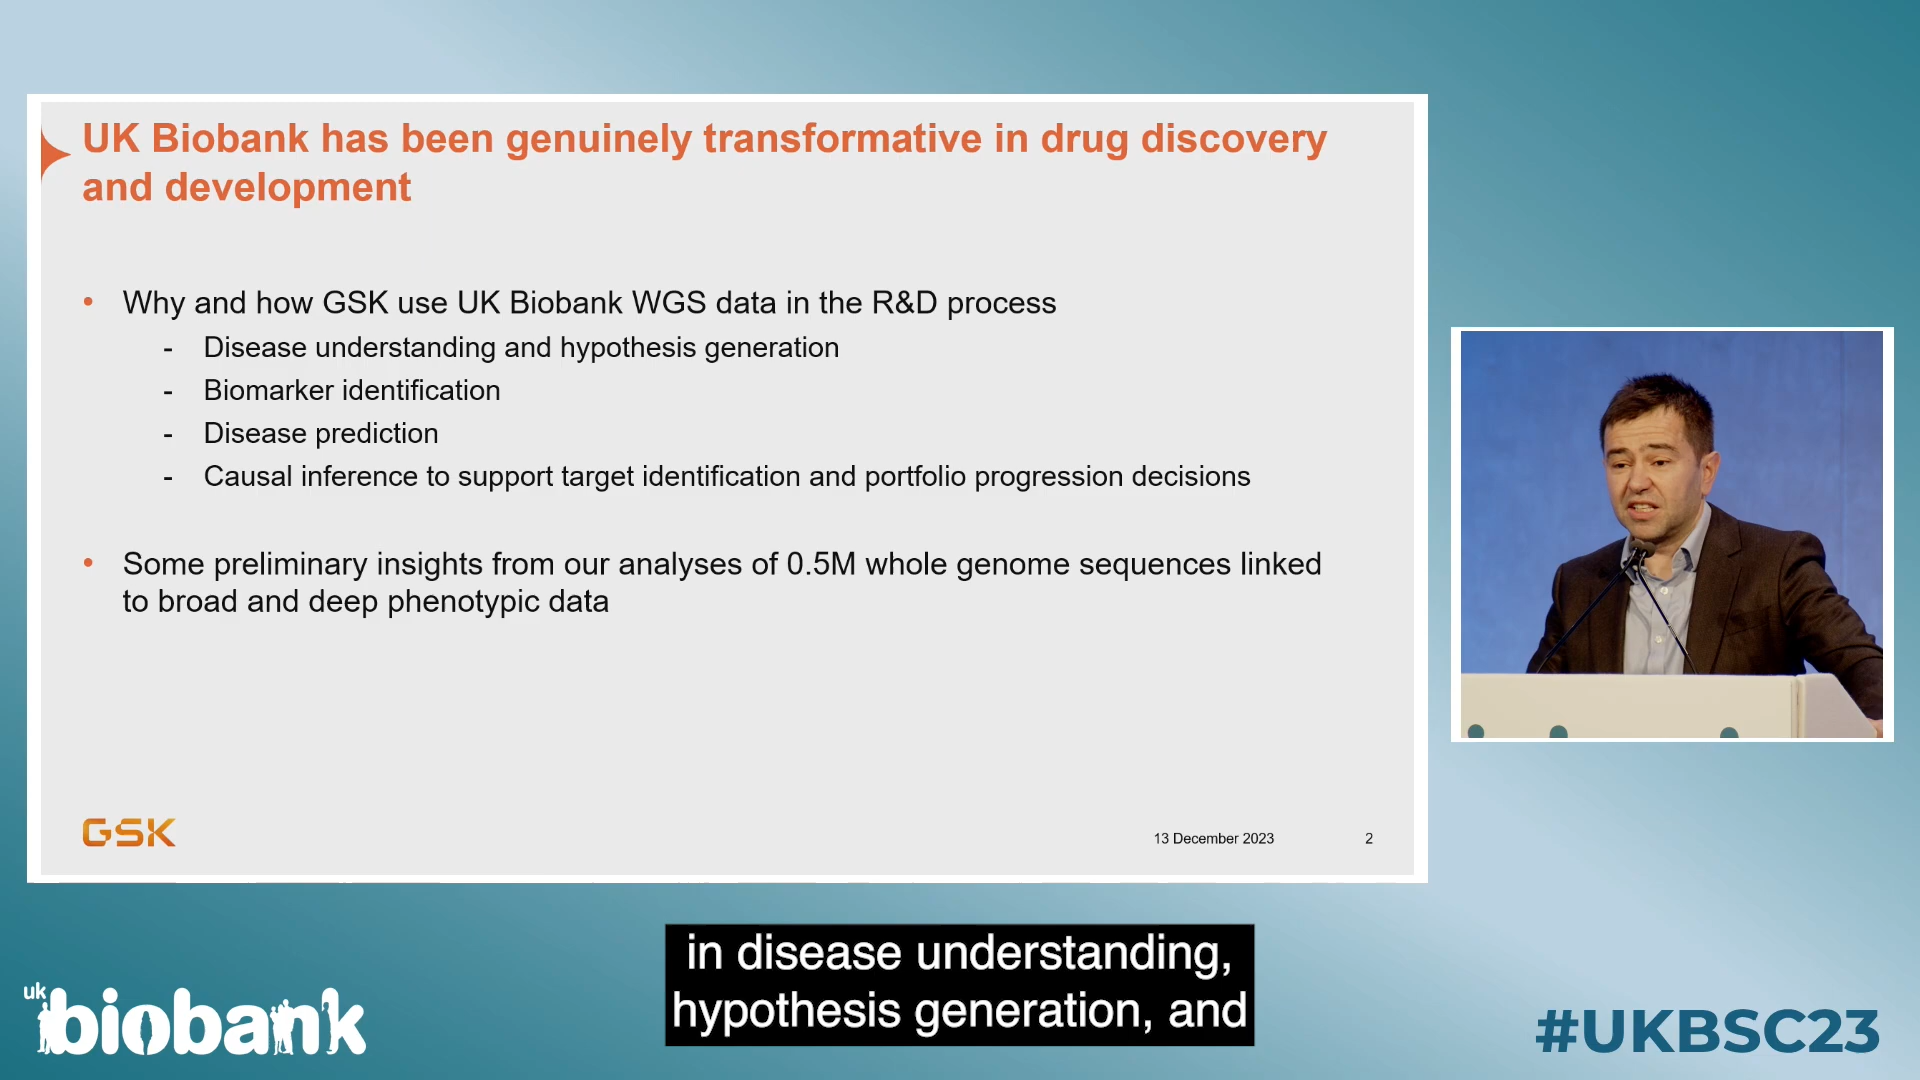 UK Biobank has been genuinely transformative in drug discovery
and development
• Why and how GSK use UK Biobank WGS data in the R&D process
- Disease understanding and hypothesis generation
- Biomarker identification
- Disease prediction
- Causal inference to support target identification and portfolio progression decisions
• Some preliminary insights from our analyses of 0.5M whole genome sequences linked
to broad and deep phenotypic data
GSK
13 December 2023 2
in disease understanding,
hypothesis generation, and
uk biobank
#UKBSC23